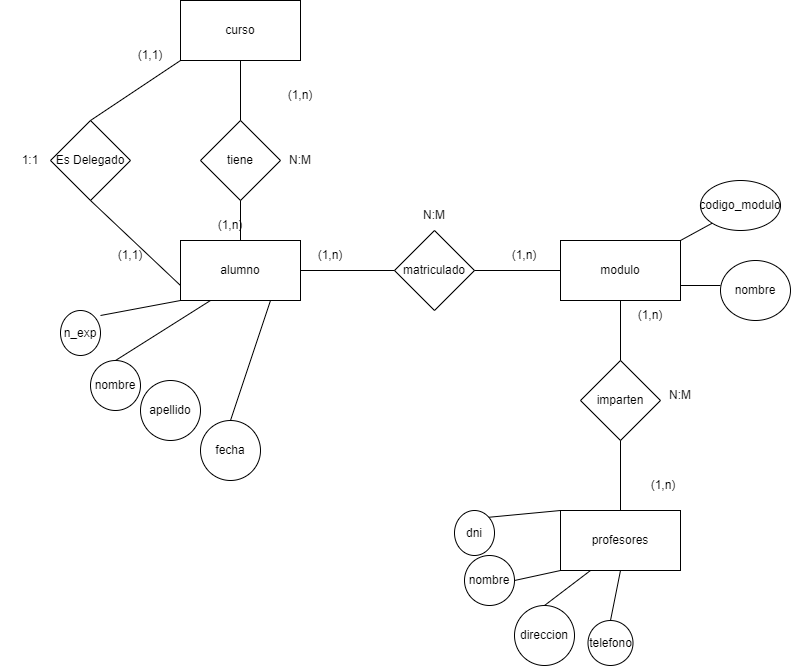 curso
(1,1)
(1,n)
1:1
Es Delegado
tiene
N:M
(1,n)
(1,1)
alumno
(1,n)
N:M
matriculado
(1,n)
modulo
codigo_modulo
nombre
(1,n)
n_exp
nombre
apellido
fecha
imparten
N:M
(1,n)
dni
profesores
nombre
direccion
telefono